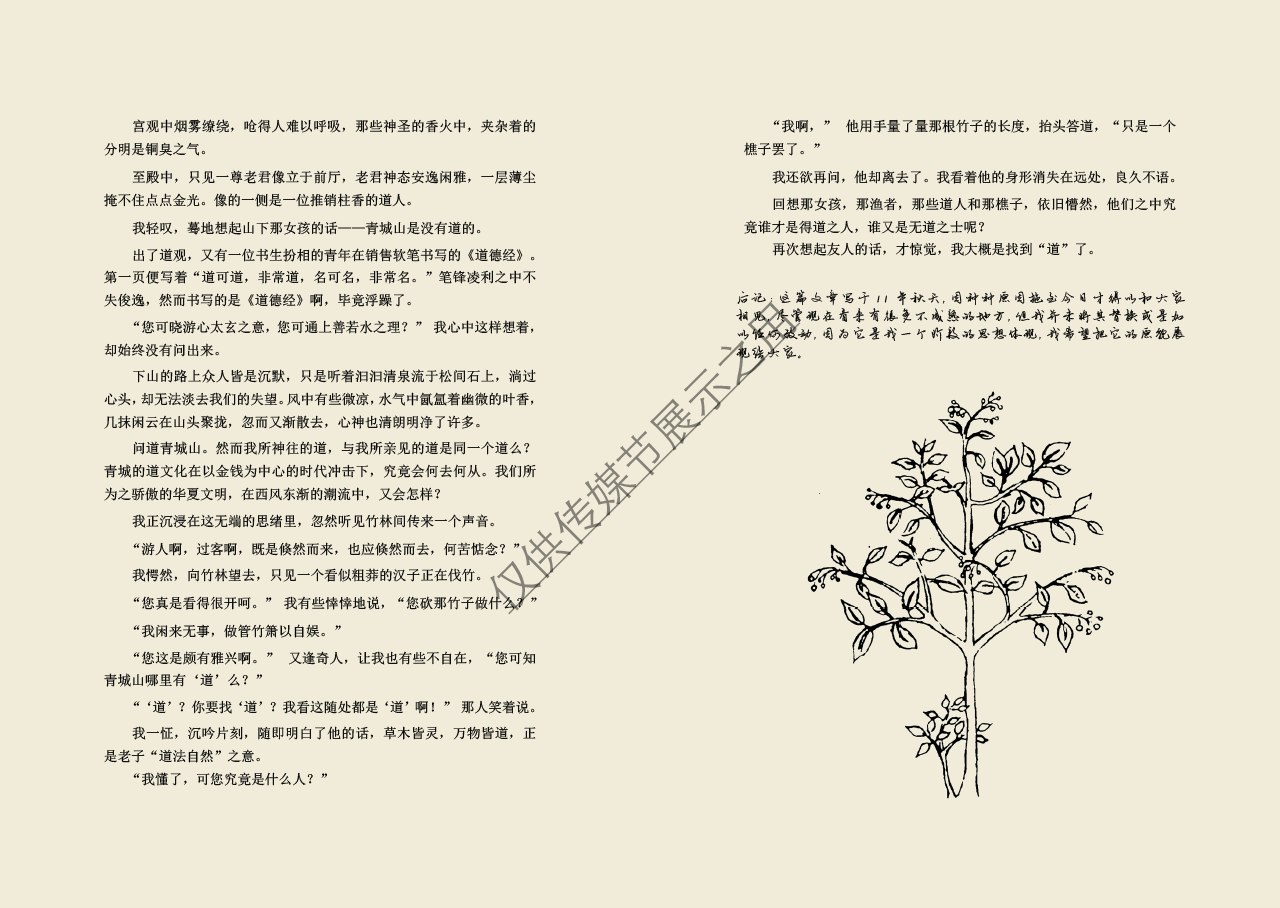 宫观中烟雾缭绕，呛得人难以呼吸，那些神圣的香火中，夹杂着的
分明是铜臭之气。
至殿中，只见一尊老君像立于前厅，老君神态安逸闲雅，一层薄尘
掩不住点点金光。像的一侧是一位推销柱香的道人。
我轻叹，蓦地想起山下那女孩的话——青城山是没有道的。
出了道观，又有一位书生扮相的青年在销售软笔书写的《道德经》。
第一页便写着“道可道，非常道，名可名，非常名。”笔锋凌利之中不
失俊逸，然而书写的是《道德经》啊，毕竟浮躁了。
“您可晓游心太玄之意，您可通上善若水之理？” 我心中这样想着，
却始终没有问出来。
下山的路上众人皆是沉默，只是听着汩汩清泉流于松间石上，淌过
心头，却无法淡去我们的失望。风中有些微凉，水气中氤氲着幽微的叶香，
几抹闲云在山头聚拢，忽而又渐散去，心神也清朗明净了许多。
问道青城山。然而我所神往的道，与我所亲见的道是同一个道么？
青城的道文化在以金钱为中心的时代冲击下，究竟会何去何从。我们所
为之骄傲的华夏文明，在西风东渐的潮流中，又会怎样？
我正沉浸在这无端的思绪里，忽然听见竹林间传来一个声音。
“游人啊，过客啊，既是倏然而来，也应倏然而去，何苦惦念？”
我愕然，向竹林望去，只见一个看似粗莽的汉子正在伐竹。
“您真是看得很开呵。” 我有些悻悻地说，“您砍那竹子做什么？”
“我闲来无事，做管竹箫以自娱。”
“您这是颇有雅兴啊。” 又逢奇人，让我也有些不自在，“您可知
青城山哪里有‘道’么？”
“‘道’？你要找‘道’？我看这随处都是‘道’啊！” 那人笑着说。
我一怔，沉吟片刻，随即明白了他的话，草木皆灵，万物皆道，正
是老子“道法自然”之意。
“我懂了，可您究竟是什么人？”
“我啊，” 他用手量了量那根竹子的长度，抬头答道，“只是一个
樵子罢了。”
我还欲再问，他却离去了。我看着他的身形消失在远处，良久不语。
回想那女孩，那渔者，那些道人和那樵子，依旧懵然，他们之中究
竟谁才是得道之人，谁又是无道之士呢？
再次想起友人的话，才惊觉，我大概是找到“道”了。
后记：这篇文章写于11年秋天，因种种原因拖至今日才得以和大家
相见，尽管现在看来有很多不成熟的地方，但我并未将其替换或是加
以任何改动，因为它是我一个阶段的思想体现，我希望把它的原貌展
现给大家。
仅供传媒节展示之用